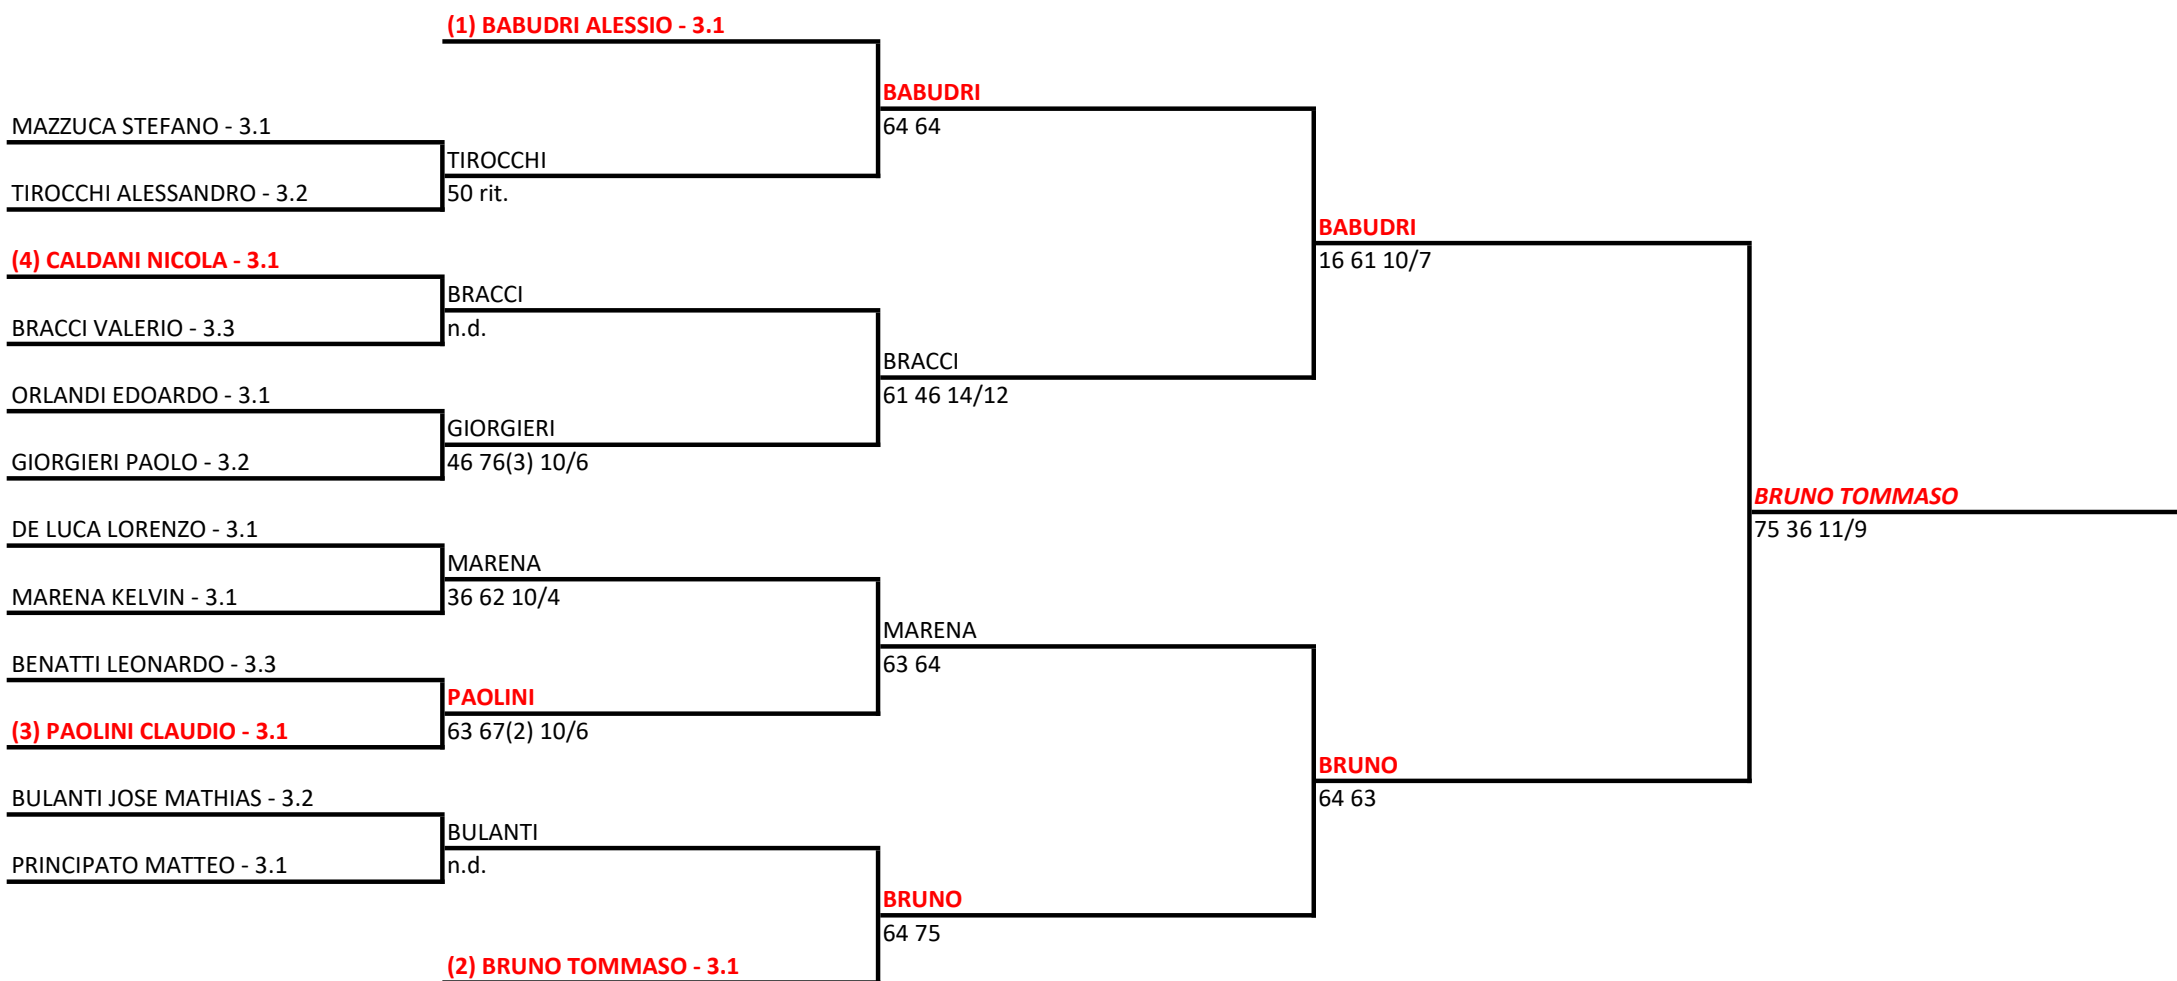 (1) BABUDRI ALESSIO - 3.1
BABUDRI
64 64
MAZZUCA STEFANO - 3.1
TIROCCHI
50 rit.
TIROCCHI ALESSANDRO - 3.2
BABUDRI
16 61 10/7
(4) CALDANI NICOLA - 3.1
BRACCI
n.d.
BRACCI VALERIO - 3.3
BRACCI
61 46 14/12
ORLANDI EDOARDO - 3.1
GIORGIERI
46 76(3) 10/6
GIORGIERI PAOLO - 3.2
BRUNO TOMMASO
75 36 11/9
DE LUCA LORENZO - 3.1
MARENA
36 62 10/4
MARENA KELVIN - 3.1
MARENA
63 64
BENATTI LEONARDO - 3.3
PAOLINI
63 67(2) 10/6
(3) PAOLINI CLAUDIO - 3.1
BRUNO
64 63
BULANTI JOSE MATHIAS - 3.2
BULANTI
n.d.
PRINCIPATO MATTEO - 3.1
BRUNO
64 75
(2) BRUNO TOMMASO - 3.1